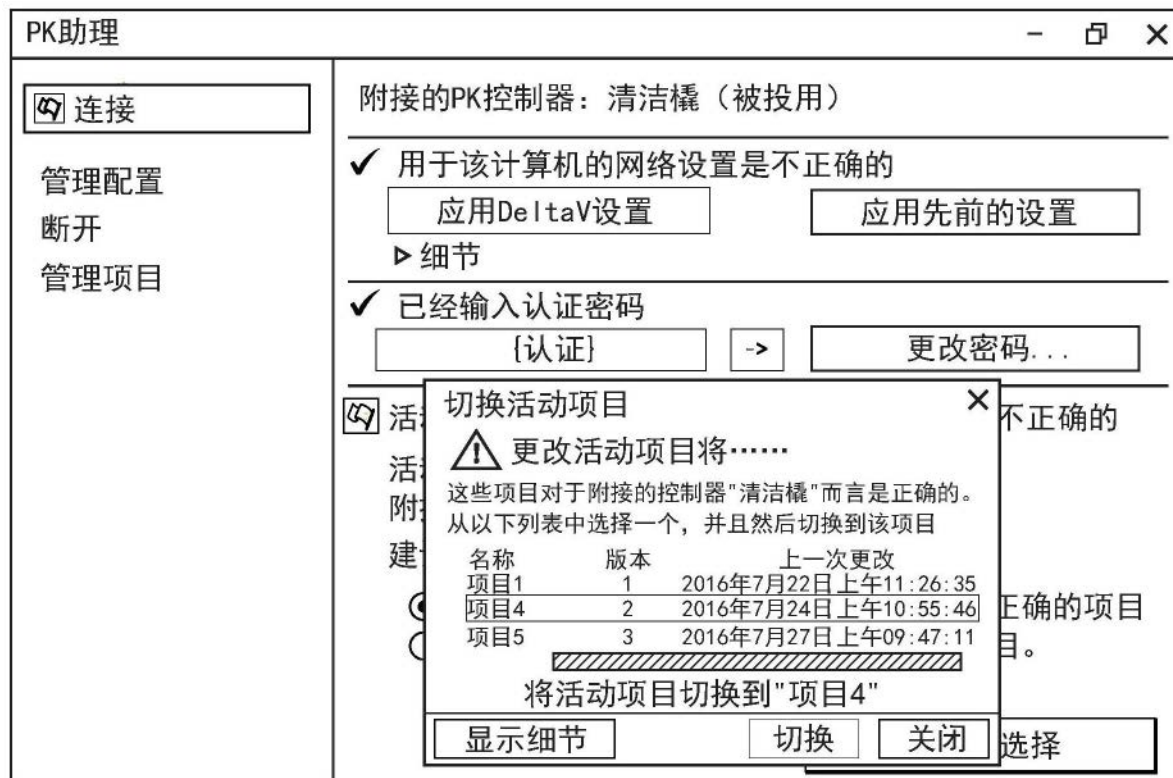 PK助理
连接
管理配置
断开
管理项目
附接的PK控制器：清洁橇（被投用）
用于该计算机的网络设置是不正确的
应用DeltaV设置 应用先前的设置
细节
已经输入认证密码
{认证} -> 更改密码...
活 不正确的
活
附
建
正确的项目
目。
选择
切换活动项目
更改活动项目将……
这些项目对于附接的控制器"清洁橇"而言是正确的。
从以下列表中选择一个，并且然后切换到该项目
名称 版本 上一次更改
项目1 1 2016年7月22日上午11:26:35
项目4 2 2016年7月24日上午10:55:46
项目5 3 2016年7月27日上午09:47:11
将活动项目切换到"项目4"
显示细节 切换 关闭